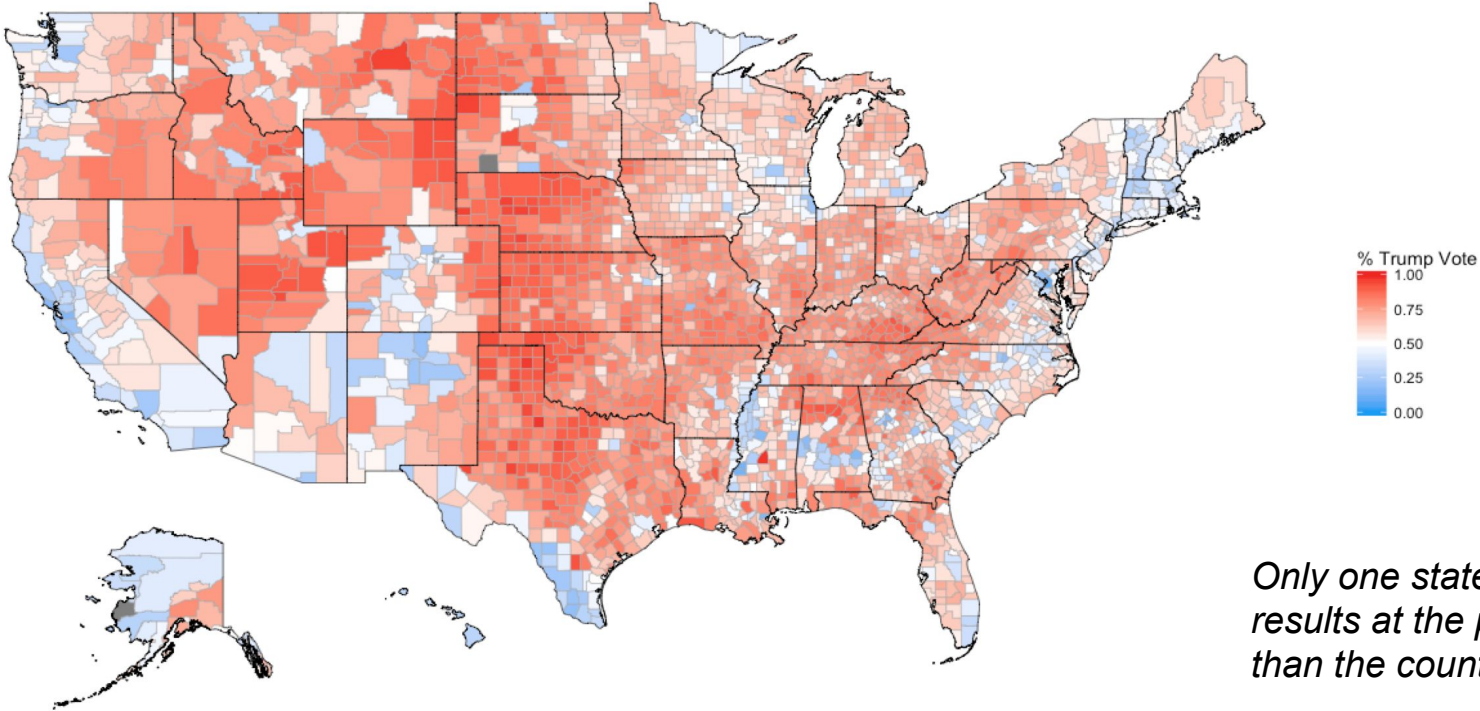 % Trump Vote
1.00
0.75
0.50
0.25
0.00
Only one state
results at the
than the